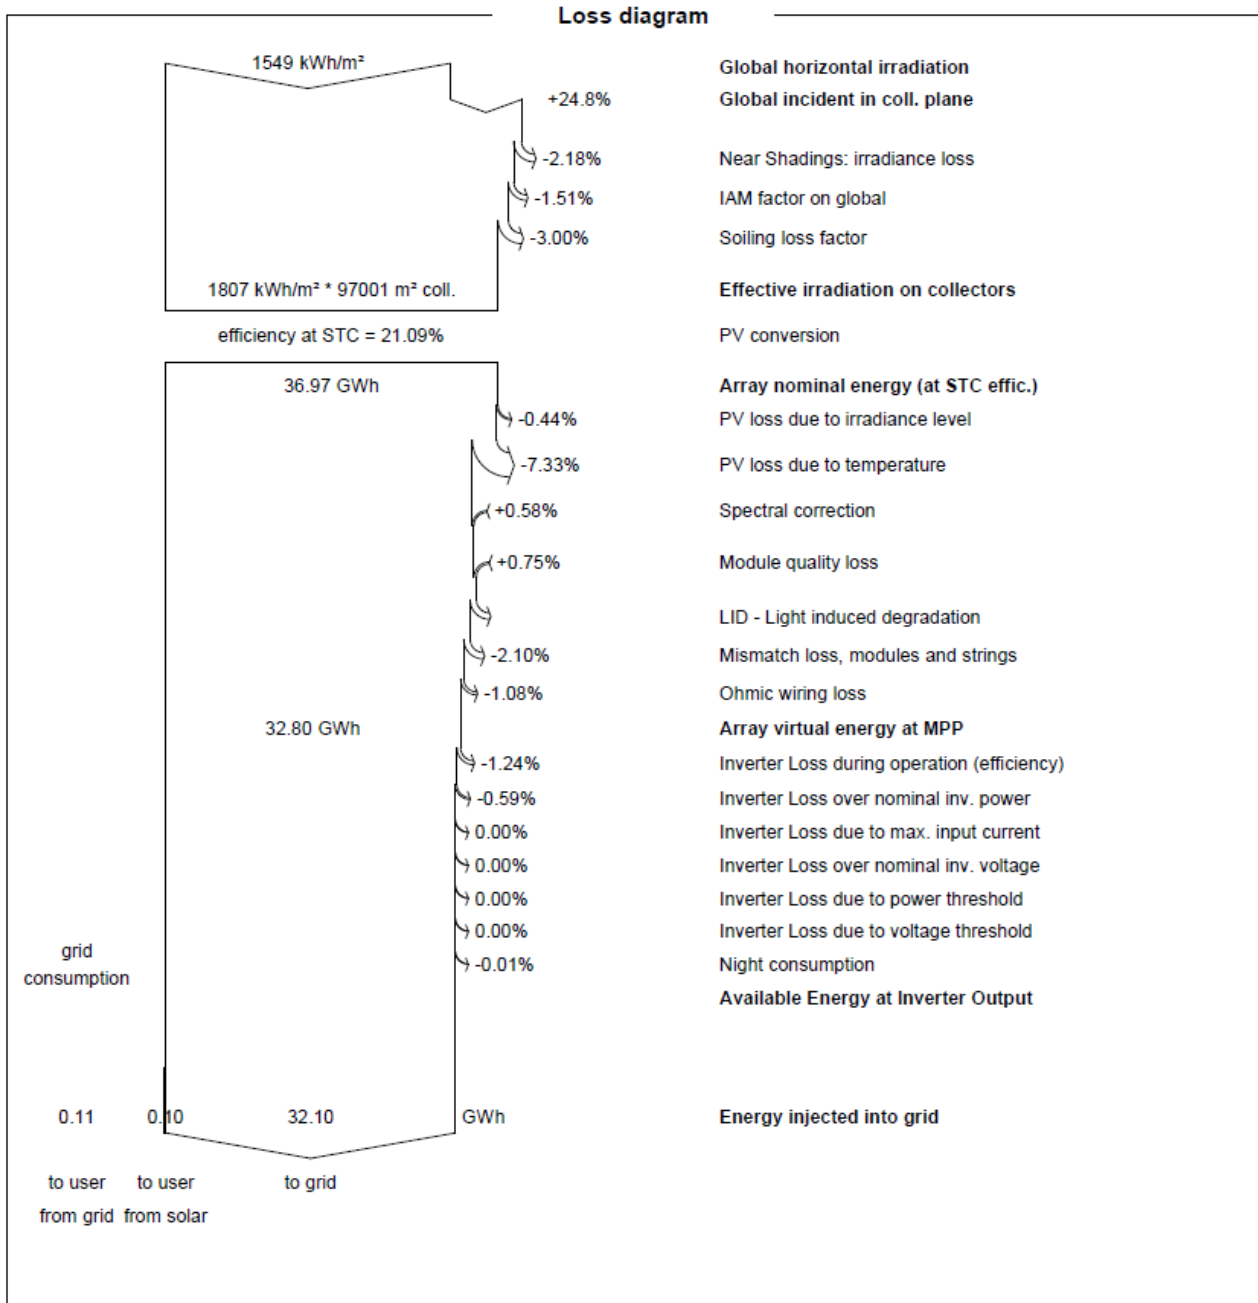 Loss diagram
1549 kWh/m²
Global horizontal irradiation
+24.8%
Global incident in coll. plane
-2.18%
Near Shadings: irradiance loss
-1.51%
IAM factor on global
-3.00%
Soiling loss factor
1807 kWh/m² * 97001 m² coll.
Effective irradiation on collectors
efficiency at STC = 21.09%
PV conversion
36.97 GWh
Array nominal energy (at STC effic.)
-0.44%
PV loss due to irradiance level
-7.33%
PV loss due to temperature
+0.58%
Spectral correction
+0.75%
Module quality loss
LID - Light induced degradation
-2.10%
Mismatch loss, modules and strings
-1.08%
Ohmic wiring loss
32.80 GWh
Array virtual energy at MPP
-1.24%
Inverter Loss during operation (efficiency)
-0.59%
Inverter Loss over nominal inv. power
0.00%
Inverter Loss due to max. input current
0.00%
Inverter Loss over nominal inv. voltage
0.00%
Inverter Loss due to power threshold
0.00%
Inverter Loss due to voltage threshold
-0.01%
Night consumption
grid
consumption
Available Energy at Inverter Output
0.11
0.10
32.10
GWh
Energy injected into grid
to user
from grid
to user
from solar
to grid